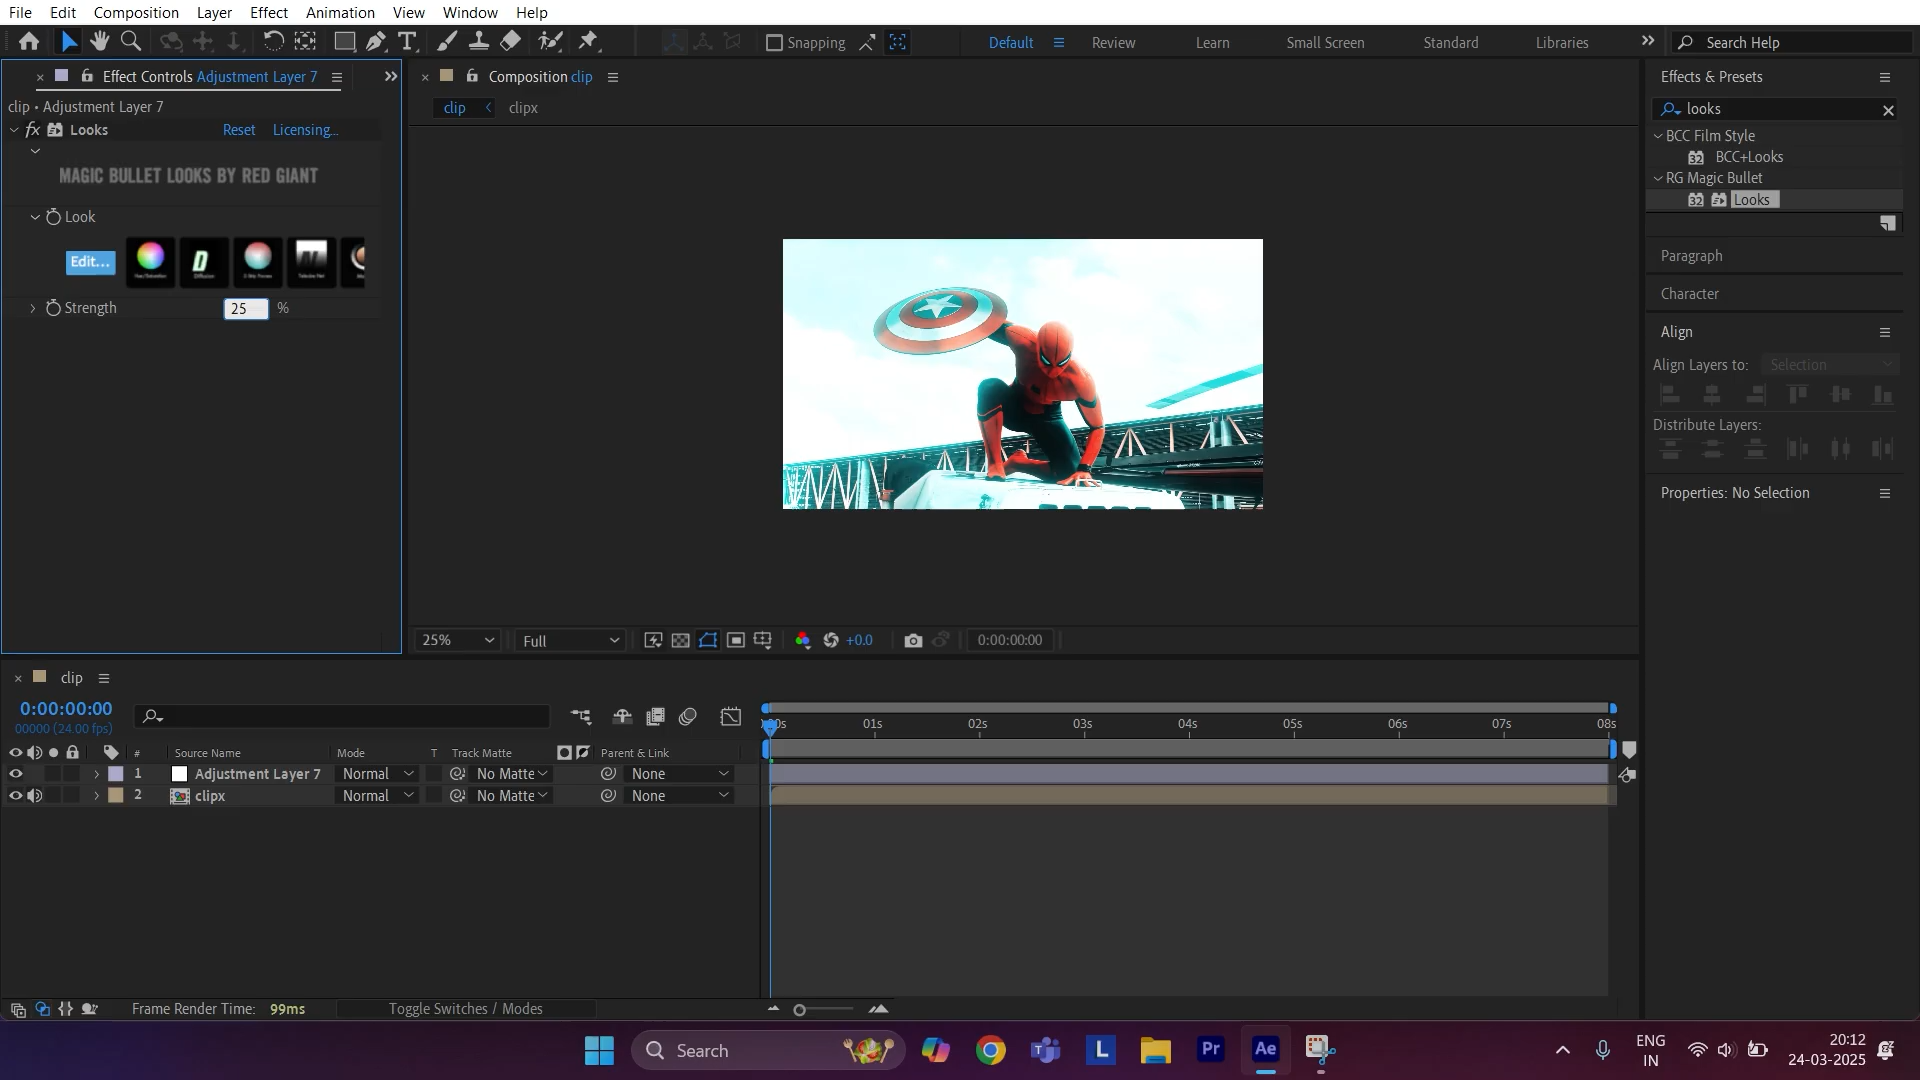 File Edit Composition Layer Effect Animation View Window Help
Snapping Default Review Learn Small Screen Standard Libraries Search Help
Effect Controls Adjustment Layer 7
clip • Adjustment Layer 7
fx Looks Reset Licensing...
MAGIC BULLET LOOKS BY RED GIANT
Look
Edit...
Strength 25 %
Composition clip
clip clipx
25% Full +0.0 0:00:00:00
Effects & Presets
looks
BCC Film Style
32 BCC+Looks
RG Magic Bullet
32 Looks
Paragraph
Character
Align
Align Layers to: Selection
Distribute Layers:
Properties: No Selection
clip
0:00:00:00
00000 (24.00 fps)
# Source Name Mode T Track Matte Parent & Link
1 Adjustment Layer 7 Normal No Matte None
2 clipx Normal No Matte None
01s 02s 03s 04s 05s 06s 07s 08s
Frame Render Time: 99ms Toggle Switches / Modes
Search
Pr Ae L
ENG
IN
20:12
24-03-2025